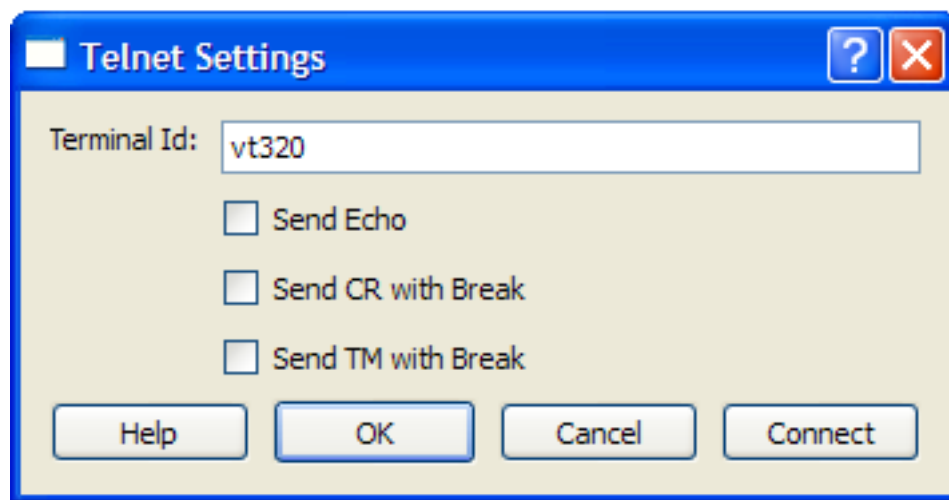 Telnet Settings ?
Terminal Id: vt320
Send Echo
Send CR with Break
Send TM with Break
Help OK Cancel Connect